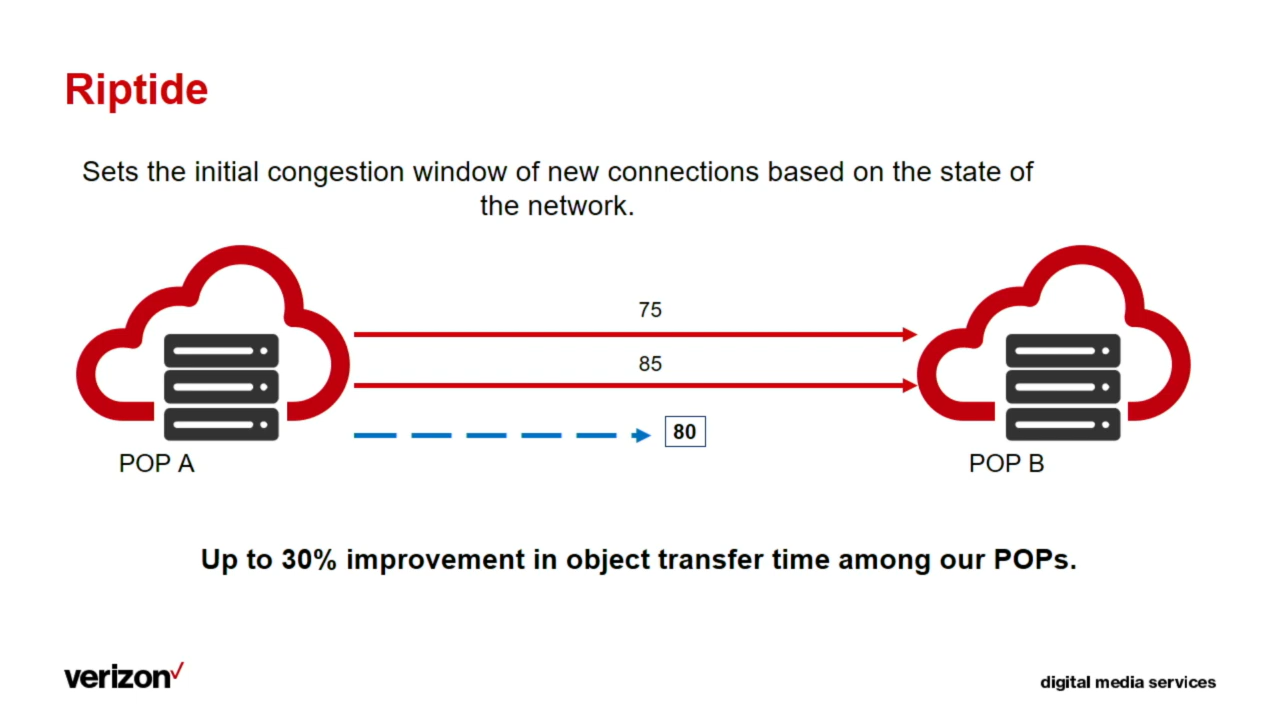 Riptide
Sets the initial congestion window of new connections based on the state of
the network.
75
85
80
POP A
POP B
Up to 30% improvement in object transfer time among our POPs.
verizon✓
digital media services